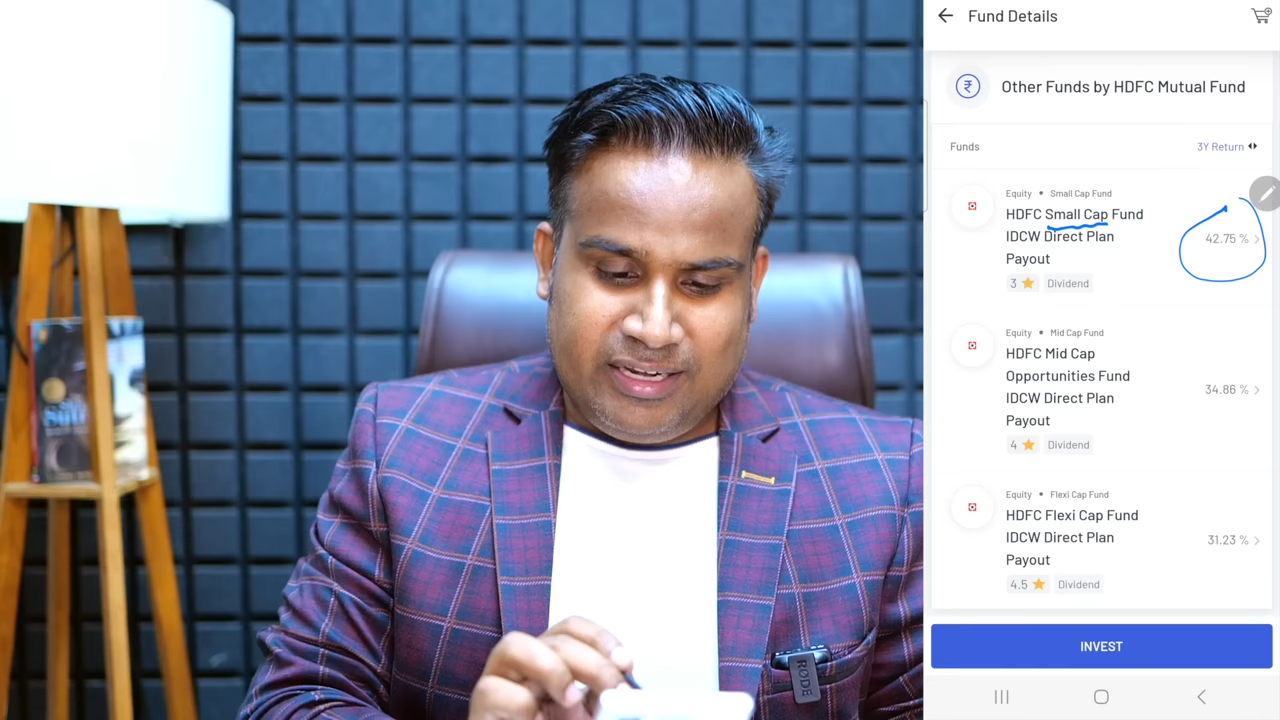 Fund Details
Other Funds by HDFC Mutual Fund
Funds
3Y Return
Equity • Small Cap Fund
HDFC Small Cap Fund
IDCW Direct Plan
Payout
42.75 %
3
Dividend
Equity • Mid Cap Fund
HDFC Mid Cap
Opportunities Fund
IDCW Direct Plan
Payout
34.86 %
4
Dividend
Equity • Flexi Cap Fund
HDFC Flexi Cap Fund
IDCW Direct Plan
Payout
31.23 %
4.5
Dividend
INVEST
RØDE